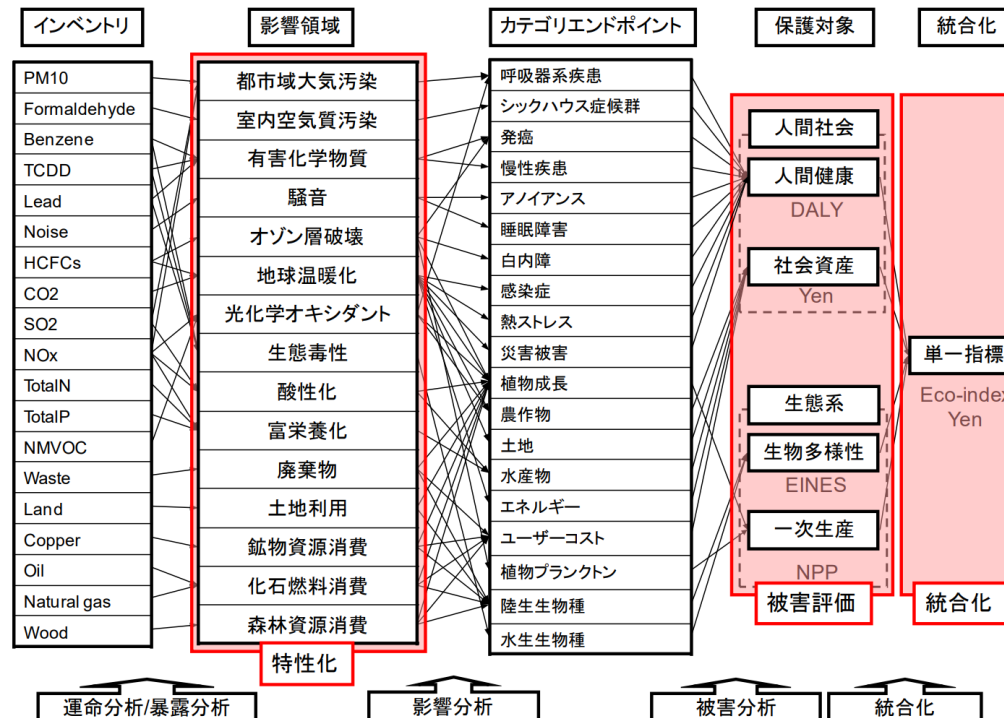 インベントリ
影響領域
カテゴリエンドポイント
保護対象
統合化
PM10
Formaldehyde
Benzene
TCDD
Lead
Noise
HCFCs
CO2
SO2
NOx
TotalN
TotalP
NMVOC
Waste
Land
Copper
Oil
Natural gas
Wood
都市域大気汚染
室内空気質汚染
有害化学物質
騒音
オゾン層破壊
地球温暖化
光化学オキシダント
生態毒性
酸性化
富栄養化
廃棄物
土地利用
鉱物資源消費
化石燃料消費
森林資源消費
特性化
呼吸器系疾患
シックハウス症候群
発癌
慢性疾患
アノイアンス
睡眠障害
白内障
感染症
熱ストレス
災害被害
植物成長
農作物
土地
水産物
エネルギー
ユーザーコスト
植物プランクトン
陸生生物種
水生生物種
人間社会
人間健康
DALY
社会資産
Yen
生態系
生物多様性
EINES
一次生産
NPP
被害評価
単一指標
Eco-index
Yen
統合化
運命分析/暴露分析
影響分析
被害分析
統合化